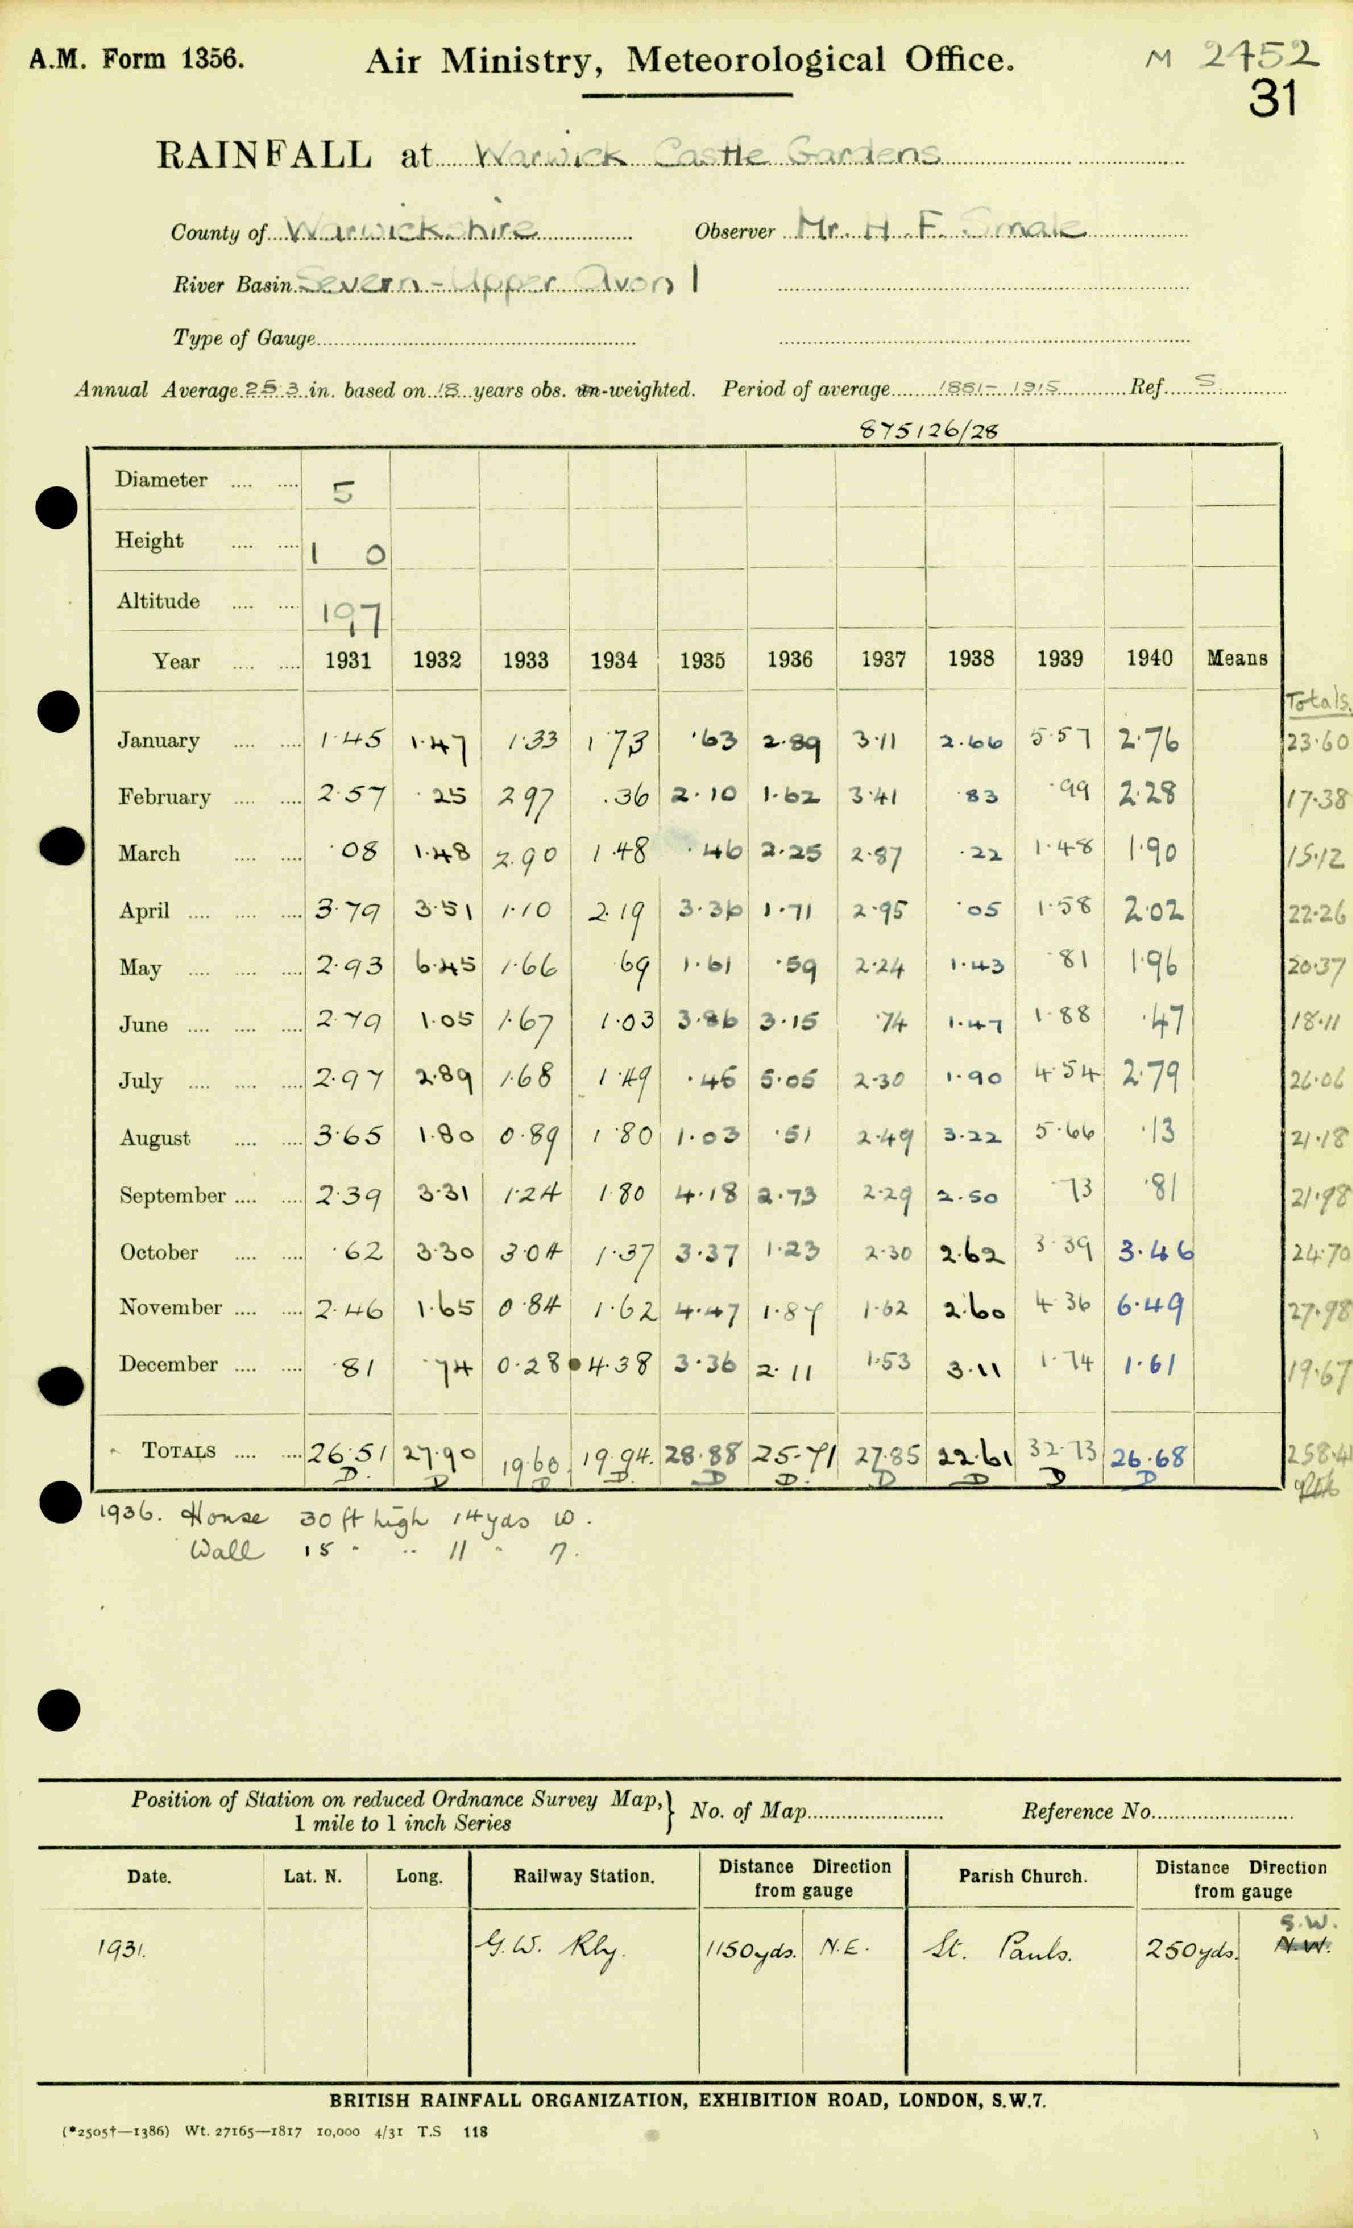 A.M. Form 1356. Air Ministry, Meteorological Office. M 2752
31
RAINFALL at Warwick Castle Gardens
County of Warwickshire Observer Mr. H. F. Smale
River Basin Severn - Upper Avon 1
Type of Gauge
Annual Average 25.3 in. based on 18 years obs. un-weighted. Period of average 1881-1915 Ref. S.
875126/28
Diameter 5
Height 1 0
Altitude 197
Year 1931 1932 1933 1934 1935 1936 1937 1938 1939 1940 Means
Totals.
January 1.45 1.47 1.33 1.73 .63 2.89 3.11 2.66 5.57 2.76 23.60
February 2.57 .25 2.97 .36 2.10 1.62 3.41 .83 .99 2.28 17.38
March .08 1.48 2.90 1.48 .46 2.25 2.87 .22 1.48 1.90 15.12
April 3.79 3.51 1.10 2.19 3.36 1.71 2.95 .05 1.58 2.02 22.26
May 2.93 6.45 1.66 .69 1.61 .59 2.24 1.43 .81 1.96 20.37
June 2.79 1.05 1.67 1.03 3.86 3.15 .74 1.47 1.88 .47 18.11
July 2.97 2.89 1.68 1.49 .45 5.05 2.30 1.90 4.54 2.79 26.06
August 3.65 1.80 0.89 1.80 1.03 .51 2.49 3.22 5.66 .13 21.18
September 2.39 3.31 1.24 1.80 4.18 2.73 2.29 2.50 .73 .81 21.98
October .62 3.30 3.04 1.37 3.37 1.23 2.30 2.62 3.39 3.46 24.70
November 2.46 1.65 0.84 1.62 4.47 1.87 1.62 2.60 4.36 6.49 27.98
December .81 .74 0.28 4.38 3.36 2.11 1.53 3.11 1.74 1.61 19.67
TOTALS 26.51 27.90 19.60 19.94 28.88 25.71 27.85 22.61 32.73 26.68 258.41
D. D D D. D D. D D D D
1936. House 30 ft high 14 yds W.
Wall 15 " " 11 " 7.
Position of Station on reduced Ordnance Survey Map, 1 mile to 1 inch Series } No. of Map Reference No.
Date. Lat. N. Long. Railway Station. Distance Direction from gauge Parish Church. Distance Direction from gauge
S.W.
1931. G.W. Rly. 1150 yds. N.E. St. Pauls. 250 yds. N.W.
BRITISH RAINFALL ORGANIZATION, EXHIBITION ROAD, LONDON, S.W.7.
(*2505†—1386) Wt. 27165—1817 10,000 4/31 T.S 118